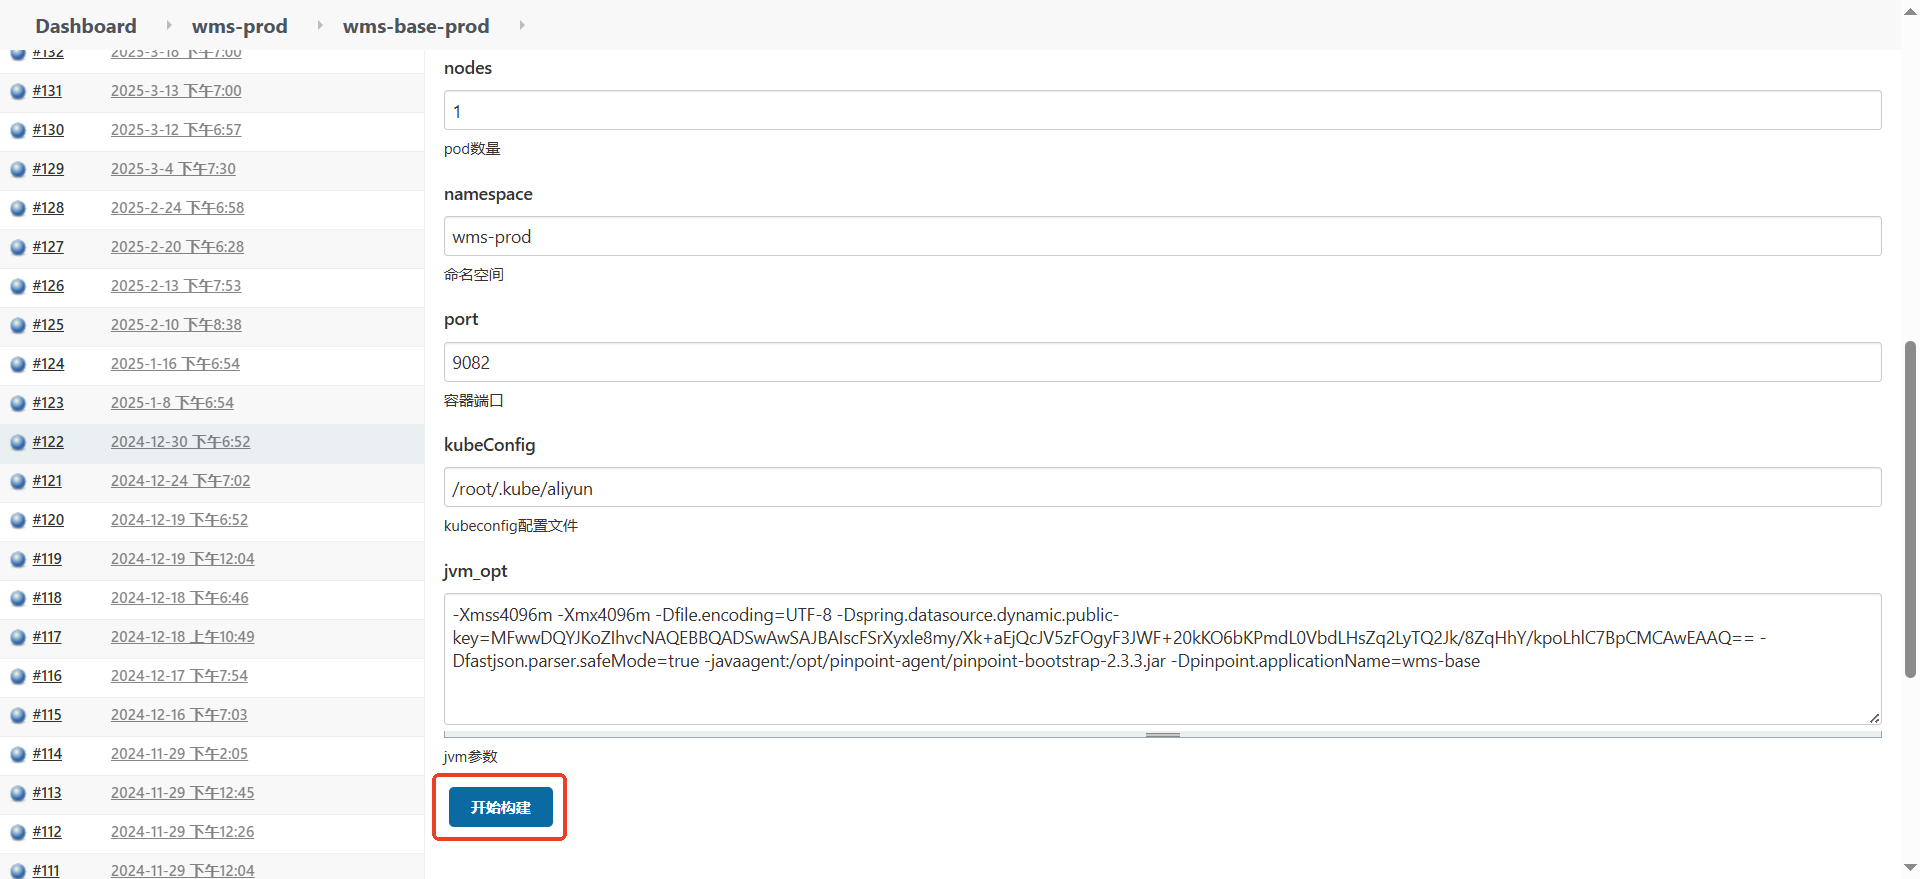 Dashboard
wms-prod
wms-base-prod
#132 2025-3-18 下午7:00
#131 2025-3-13 下午7:00
#130 2025-3-12 下午6:57
#129 2025-3-4 下午7:30
#128 2025-2-24 下午6:58
#127 2025-2-20 下午6:28
#126 2025-2-13 下午7:53
#125 2025-2-10 下午8:38
#124 2025-1-16 下午6:54
#123 2025-1-8 下午6:54
#122 2024-12-30 下午6:52
#121 2024-12-24 下午7:02
#120 2024-12-19 下午6:52
#119 2024-12-19 下午12:04
#118 2024-12-18 下午6:46
#117 2024-12-18 上午10:49
#116 2024-12-17 下午7:54
#115 2024-12-16 下午7:03
#114 2024-11-29 下午2:05
#113 2024-11-29 下午12:45
#112 2024-11-29 下午12:26
#111 2024-11-29 下午12:04
nodes
1
pod数量
namespace
wms-prod
命名空间
port
9082
容器端口
kubeConfig
/root/.kube/aliyun
kubeconfig配置文件
jvm_opt
-Xmss4096m -Xmx4096m -Dfile.encoding=UTF-8 -Dspring.datasource.dynamic.public-
key=MFwwDQYJKoZIhvcNAQEBBQADSwAwSAJBAIscFSrXyxle8my/Xk+aEjQcJV5zFOgyF3JWF+20kKO6bKPmdL0VbdLHsZq2LyTQ2Jk/8ZqHhY/kpoLhlC7BpCMCAwEAAQ== -
Dfastjson.parser.safeMode=true -javaagent:/opt/pinpoint-agent/pinpoint-bootstrap-2.3.3.jar -Dpinpoint.applicationName=wms-base
jvm参数
开始构建